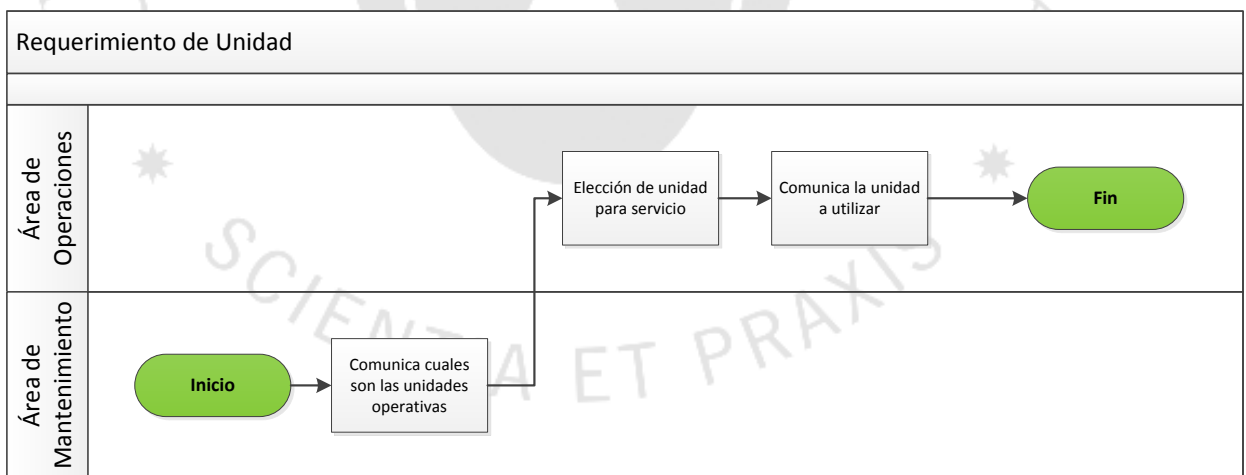 Requerimiento de Unidad
Área de
Operaciones
Elección de unidad
para servicio
Comunica la unidad
a utilizar
Fin
Área de
Mantenimiento
Inicio
Comunica cuales
son las unidades
operativas
SCIENTIA ET PRAXIS